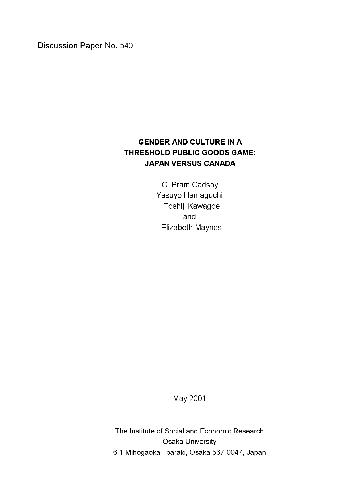 Discussion Paper No. 540
GENDER AND CULTURE IN A
THRESHOLD PUBLIC GOODS GAME:
JAPAN VERSUS CANADA
C. Bram Cadsby
Yasuyo Hamaguchi
Toshiji Kawagoe
and
Elizabeth Maynes
May 2001
The Institute of Social and Economic Research
Osaka University
6-1 Mihogaoka, Ibaraki, Osaka 567-0047, Japan